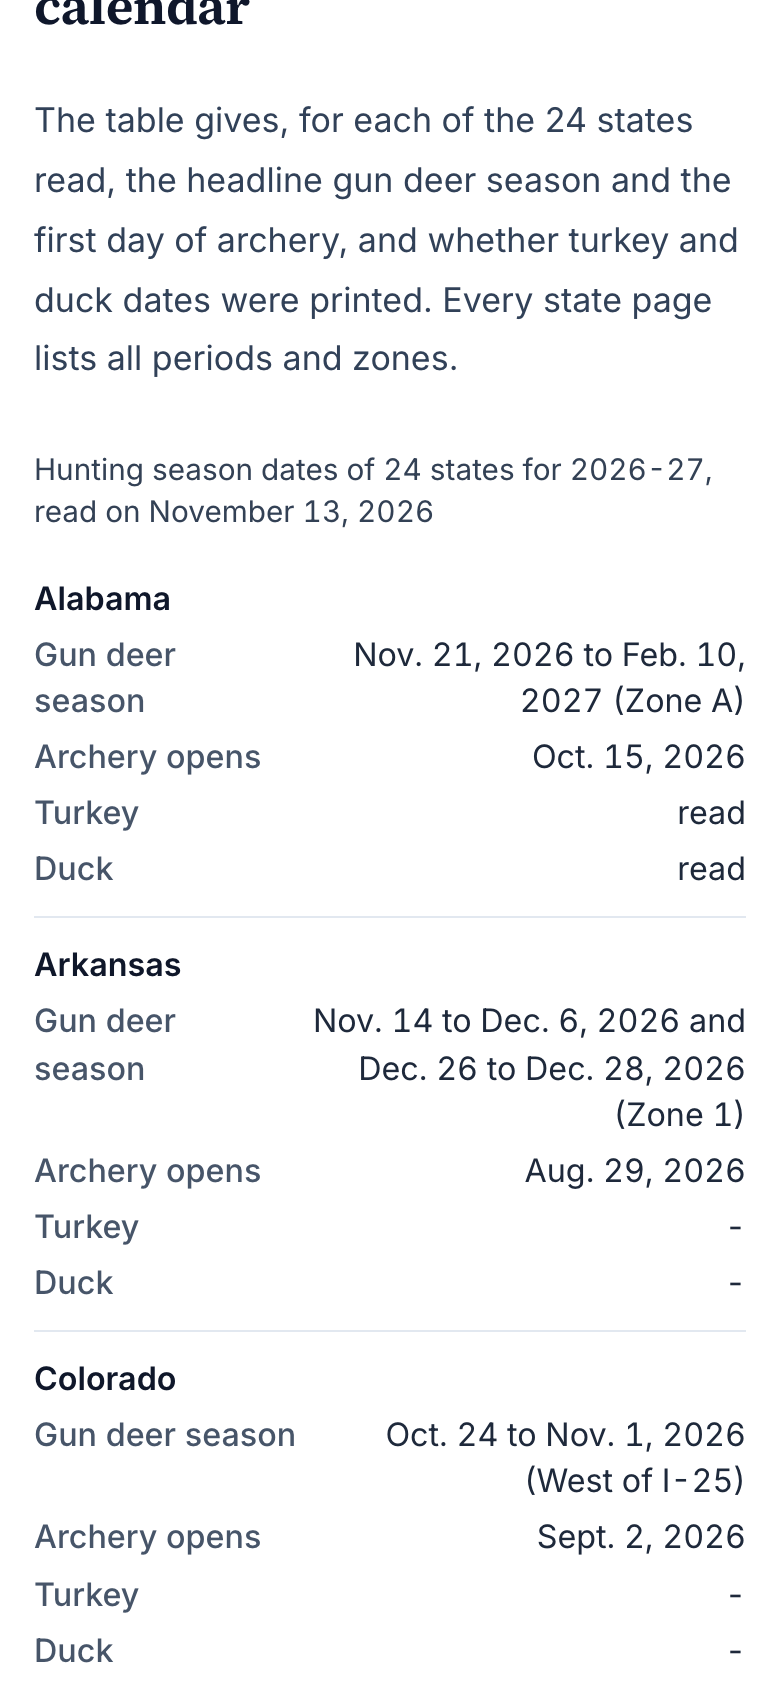 calendar
The table gives, for each of the 24 states
read, the headline gun deer season and the
first day of archery, and whether turkey and
duck dates were printed. Every state page
lists all periods and zones.
Hunting season dates of 24 states for 2026-27,
read on November 13, 2026
Alabama
Gun deer season
Nov. 21, 2026 to Feb. 10,
2027 (Zone A)
Archery opens
Oct. 15, 2026
Turkey
read
Duck
read
Arkansas
Gun deer season
Nov. 14 to Dec. 6, 2026 and
Dec. 26 to Dec. 28, 2026
(Zone 1)
Archery opens
Aug. 29, 2026
Turkey
-
Duck
-
Colorado
Gun deer season
Oct. 24 to Nov. 1, 2026
(West of I-25)
Archery opens
Sept. 2, 2026
Turkey
-
Duck
-